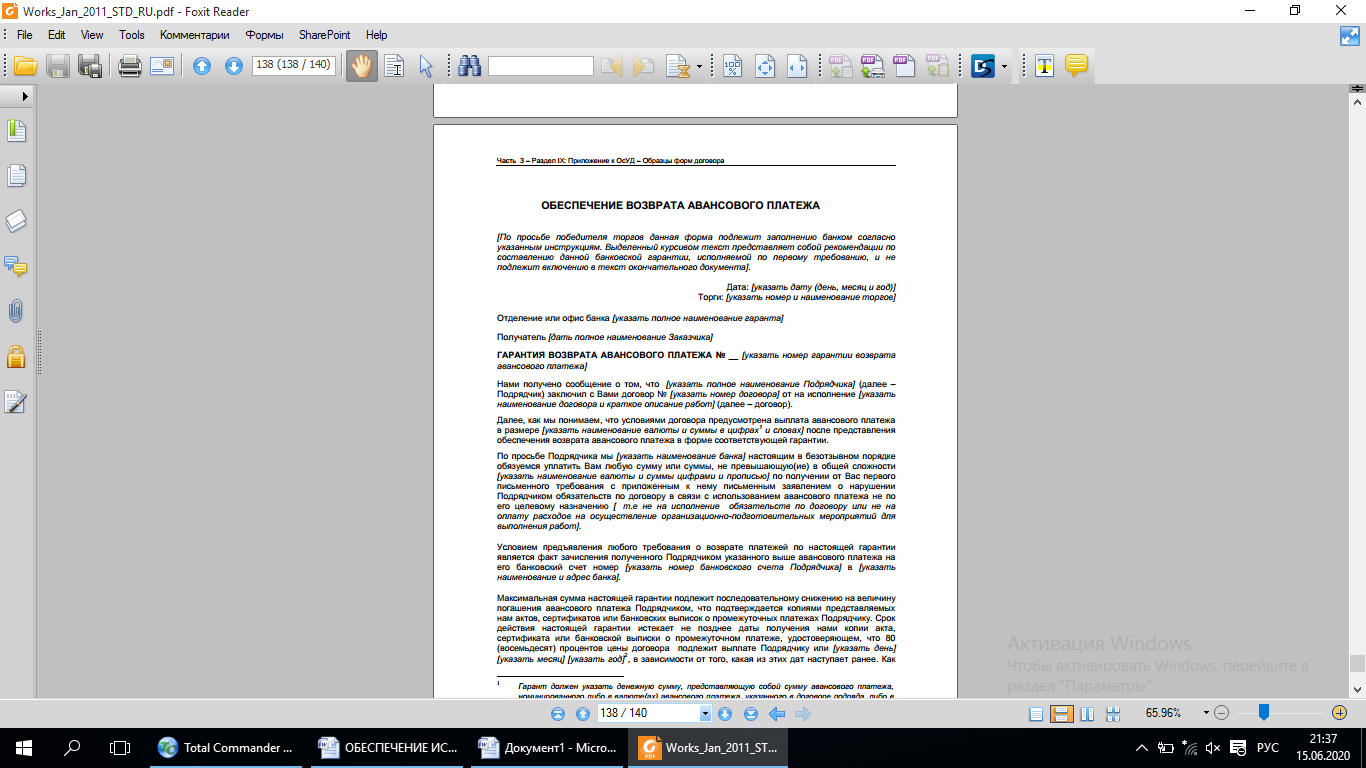 Works_Jan_2011_STD_RU.pdf - Foxit Reader
File Edit View Tools Комментарии Формы SharePoint Help
138 (138 / 140)
Часть 3 – Раздел IX: Приложение к ОсУД – Образцы форм договора
ОБЕСПЕЧЕНИЕ ВОЗВРАТА АВАНСОВОГО ПЛАТЕЖА
[По просьбе победителя торгов данная форма подлежит заполнению банком согласно
указанным инструкциям. Выделенный курсивом текст представляет собой рекомендации по
составлению данной банковской гарантии, исполняемой по первому требованию, и не
подлежит включению в текст окончательного документа].
Дата: [указать дату (день, месяц и год)]
Торги: [указать номер и наименование торгов]
Отделение или офис банка [указать полное наименование гаранта]
Получатель [дать полное наименование Заказчика]
ГАРАНТИЯ ВОЗВРАТА АВАНСОВОГО ПЛАТЕЖА № __ [указать номер гарантии возврата
авансового платежа]
Нами получено сообщение о том, что [указать полное наименование Подрядчика] (далее –
Подрядчик) заключил с Вами договор № [указать номер договора] от на исполнение [указать
наименование договора и краткое описание работ] (далее – договор).
Далее, как мы понимаем, что условиями договора предусмотрена выплата авансового платежа
в размере [указать наименование валюты и суммы в цифрах1 и словах] после представления
обеспечения возврата авансового платежа в форме соответствующей гарантии.
По просьбе Подрядчика мы [указать наименование банка] настоящим в безотзывном порядке
обязуемся уплатить Вам любую сумму или суммы, не превышающую(ие) в общей сложности
[указать наименование валюты и суммы цифрами и прописью] по получении от Вас первого
письменного требования с приложенным к нему письменным заявлением о нарушении
Подрядчиком обязательств по договору в связи с использованием авансового платежа не по
его целевому назначению [ т.е не на исполнение обязательств по договору или не на
оплату расходов на осуществление организационно-подготовительных мероприятий для
выполнения работ].
Условием предъявления любого требования о возврате платежей по настоящей гарантии
является факт зачисления полученного Подрядчиком указанного выше авансового платежа на
его банковский счет номер [указать номер банковского счета Подрядчика] в [указать
наименование и адрес банка].
Максимальная сумма настоящей гарантии подлежит последовательному снижению на величину
погашения авансового платежа Подрядчиком, что подтверждается копиями представляемых
нам актов, сертификатов или банковских выписок о промежуточных платежах Подрядчику. Срок
действия настоящей гарантии истекает не позднее даты получения нами копии акта,
сертификата или банковской выписки о промежуточном платеже, удостоверяющем, что 80
(восемьдесят) процентов цены договора подлежит выплате Подрядчику или [указать день]
[указать месяц] [указать год]2, в зависимости от того, какая из этих дат наступает ранее. Как
1 Гарант должен указать денежную сумму, представляющую собой сумму авансового платежа,
номинированного либо в валюте(ах) авансового платежа, указанного в договоре подряда, либо в
Активация Windows
Чтобы активировать Windows, перейдите в
раздел "Параметры".
138 / 140
65.96%
Total Commander ...
ОБЕСПЕЧЕНИЕ ИС...
Документ1 - Micro...
Works_Jan_2011_ST...
РУС
21:37
15.06.2020